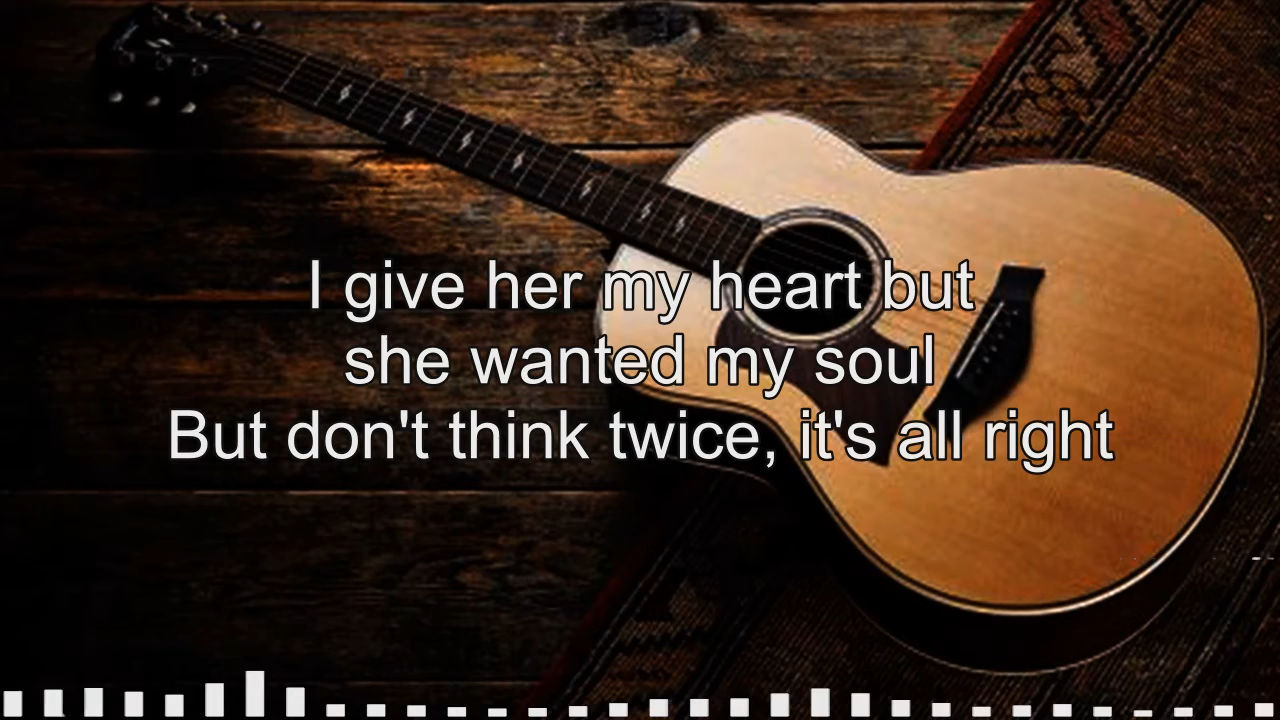 I give her my heart but
she wanted my soul
But don't think twice, it's all right